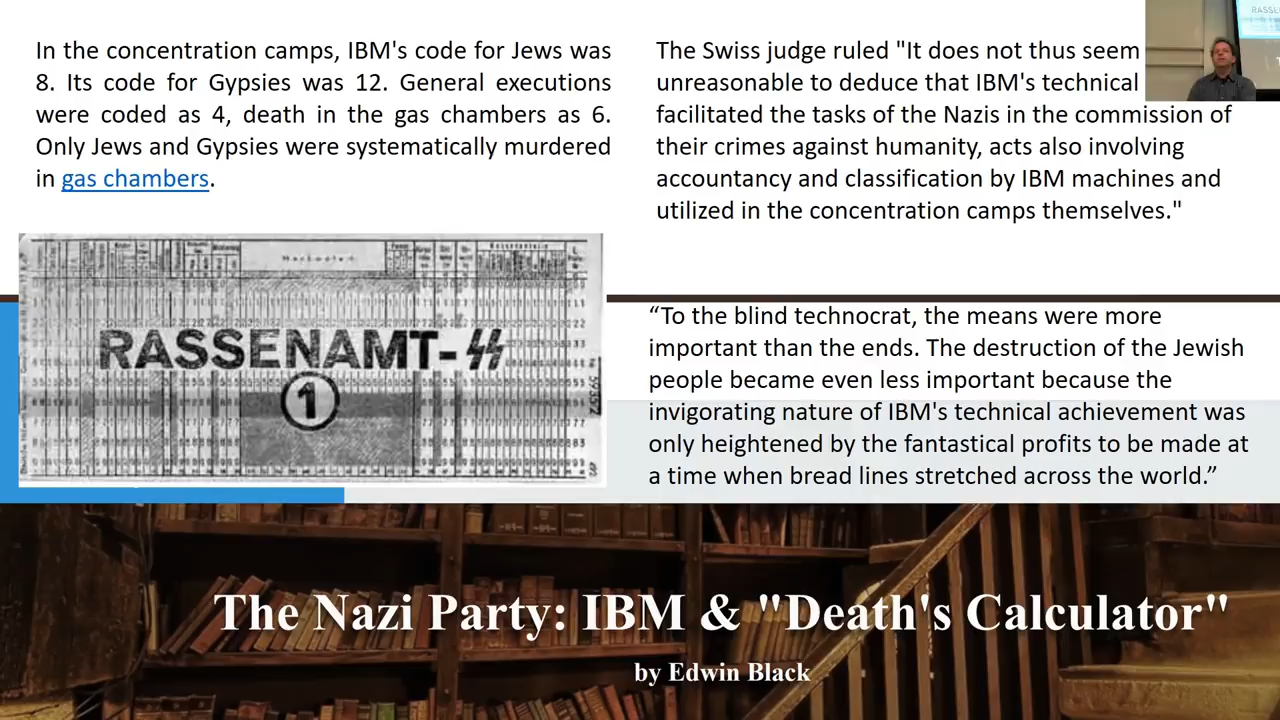 In the concentration camps, IBM's code for Jews was
8. Its code for Gypsies was 12. General executions
were coded as 4, death in the gas chambers as 6.
Only Jews and Gypsies were systematically murdered
in gas chambers.
The Swiss judge ruled "It does not thus seem
unreasonable to deduce that IBM's technical
facilitated the tasks of the Nazis in the commission of
their crimes against humanity, acts also involving
accountancy and classification by IBM machines and
utilized in the concentration camps themselves."
RASSENAMT-SS
1
“To the blind technocrat, the means were more
important than the ends. The destruction of the Jewish
people became even less important because the
invigorating nature of IBM's technical achievement was
only heightened by the fantastical profits to be made at
a time when bread lines stretched across the world.”
The Nazi Party: IBM & "Death's Calculator"
by Edwin Black